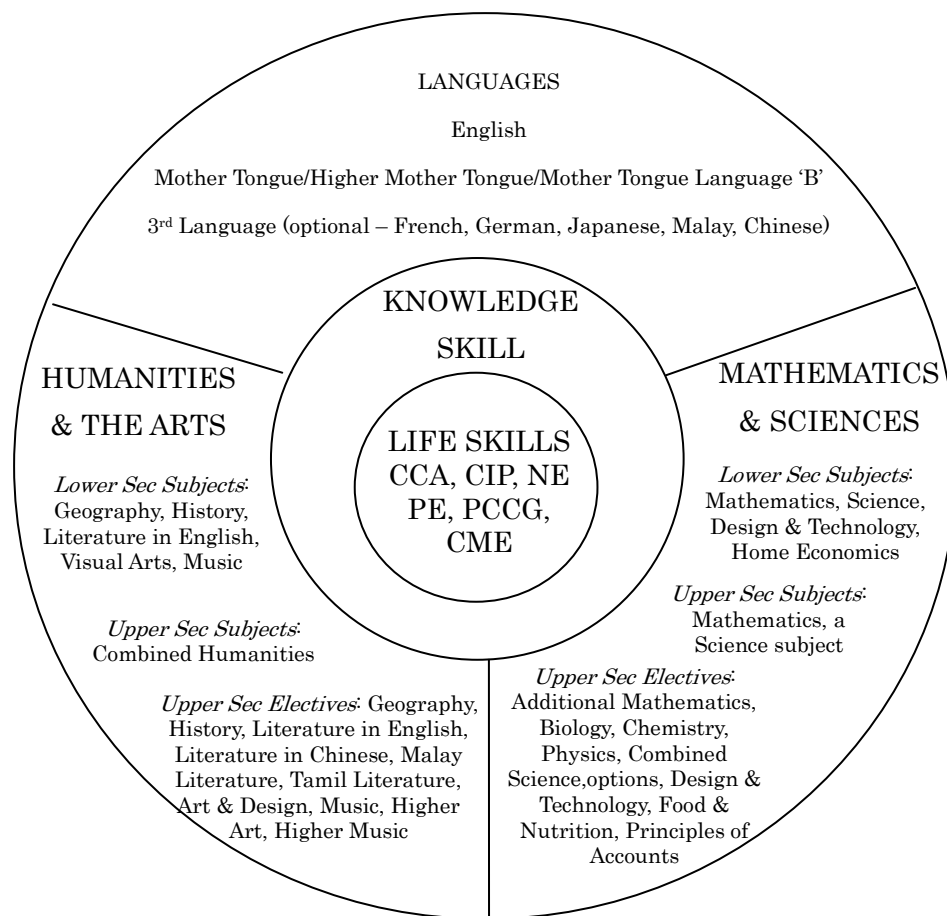 LANGUAGES
English
Mother Tongue/Higher Mother Tongue/Mother Tongue Language ‘B’
3rd Language (optional – French, German, Japanese, Malay, Chinese)
KNOWLEDGE
SKILL
LIFE SKILLS
CCA, CIP, NE
PE, PCCG,
CME
HUMANITIES
& THE ARTS
Lower Sec Subjects:
Geography, History,
Literature in English,
Visual Arts, Music
Upper Sec Subjects:
Combined Humanities
Upper Sec Electives: Geography,
History, Literature in English,
Literature in Chinese, Malay
Literature, Tamil Literature,
Art & Design, Music, Higher
Art, Higher Music
MATHEMATICS
& SCIENCES
Lower Sec Subjects:
Mathematics, Science,
Design & Technology,
Home Economics
Upper Sec Subjects:
Mathematics, a
Science subject
Upper Sec Electives:
Additional Mathematics,
Biology, Chemistry,
Physics, Combined
Science,options, Design &
Technology, Food &
Nutrition, Principles of
Accounts